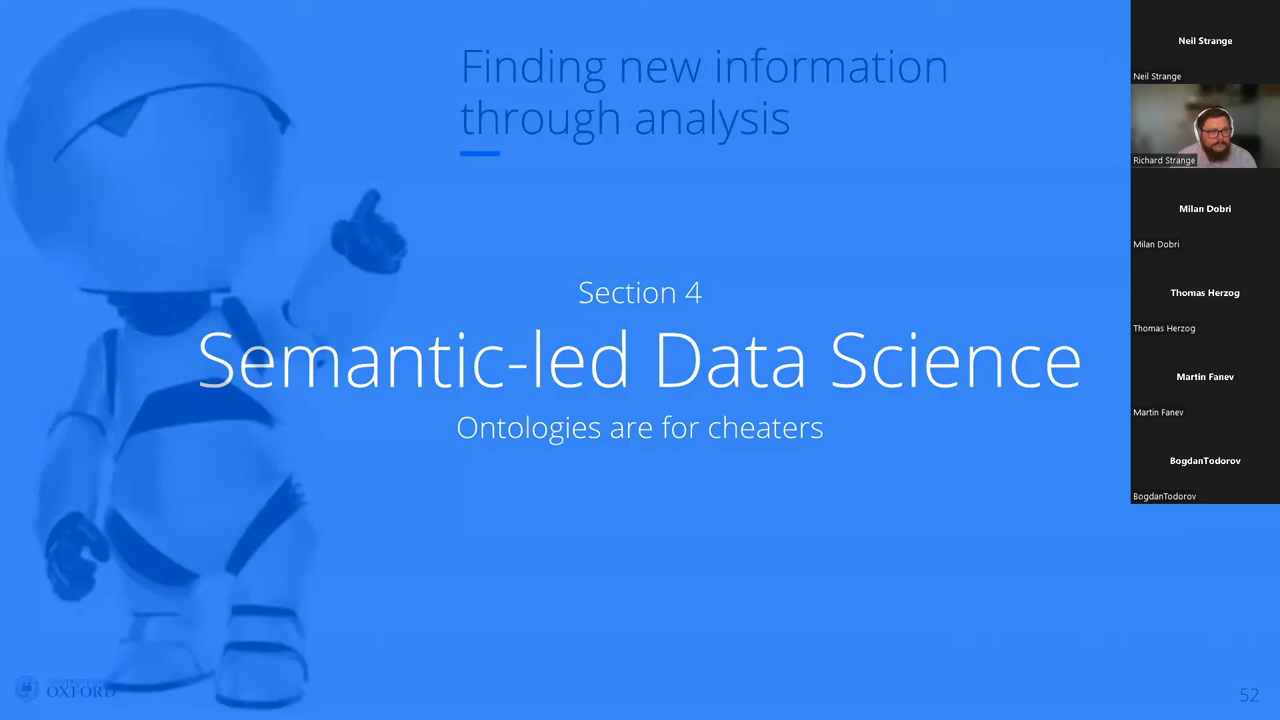 Finding new information
through analysis
Section 4
Semantic-led Data Science
Ontologies are for cheaters
OXFORD
52
Neil Strange
Neil Strange
Richard Strange
Milan Dobri
Milan Dobri
Thomas Herzog
Thomas Herzog
Martin Fanev
Martin Fanev
BogdanTodorov
BogdanTodorov